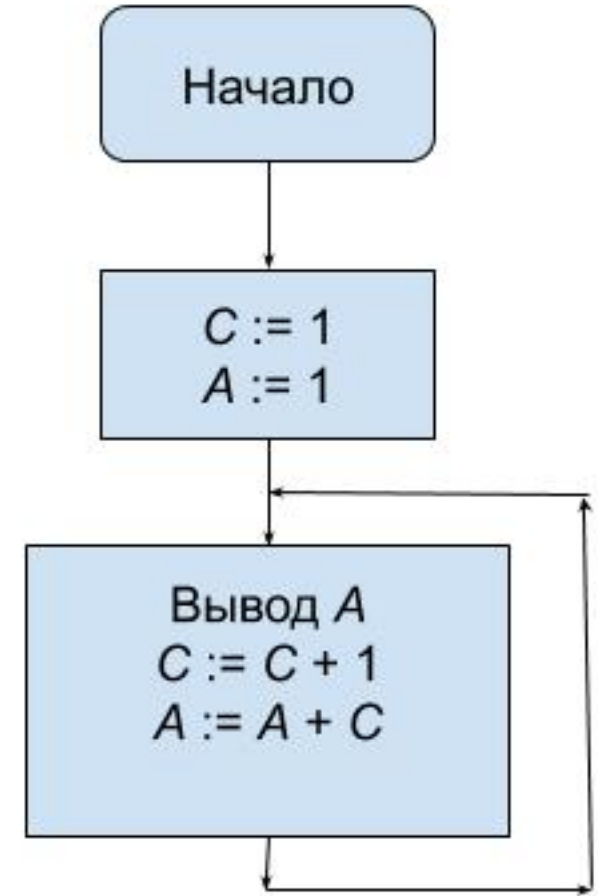 Начало
C := 1
A := 1
Вывод A
C := C + 1
A := A + C